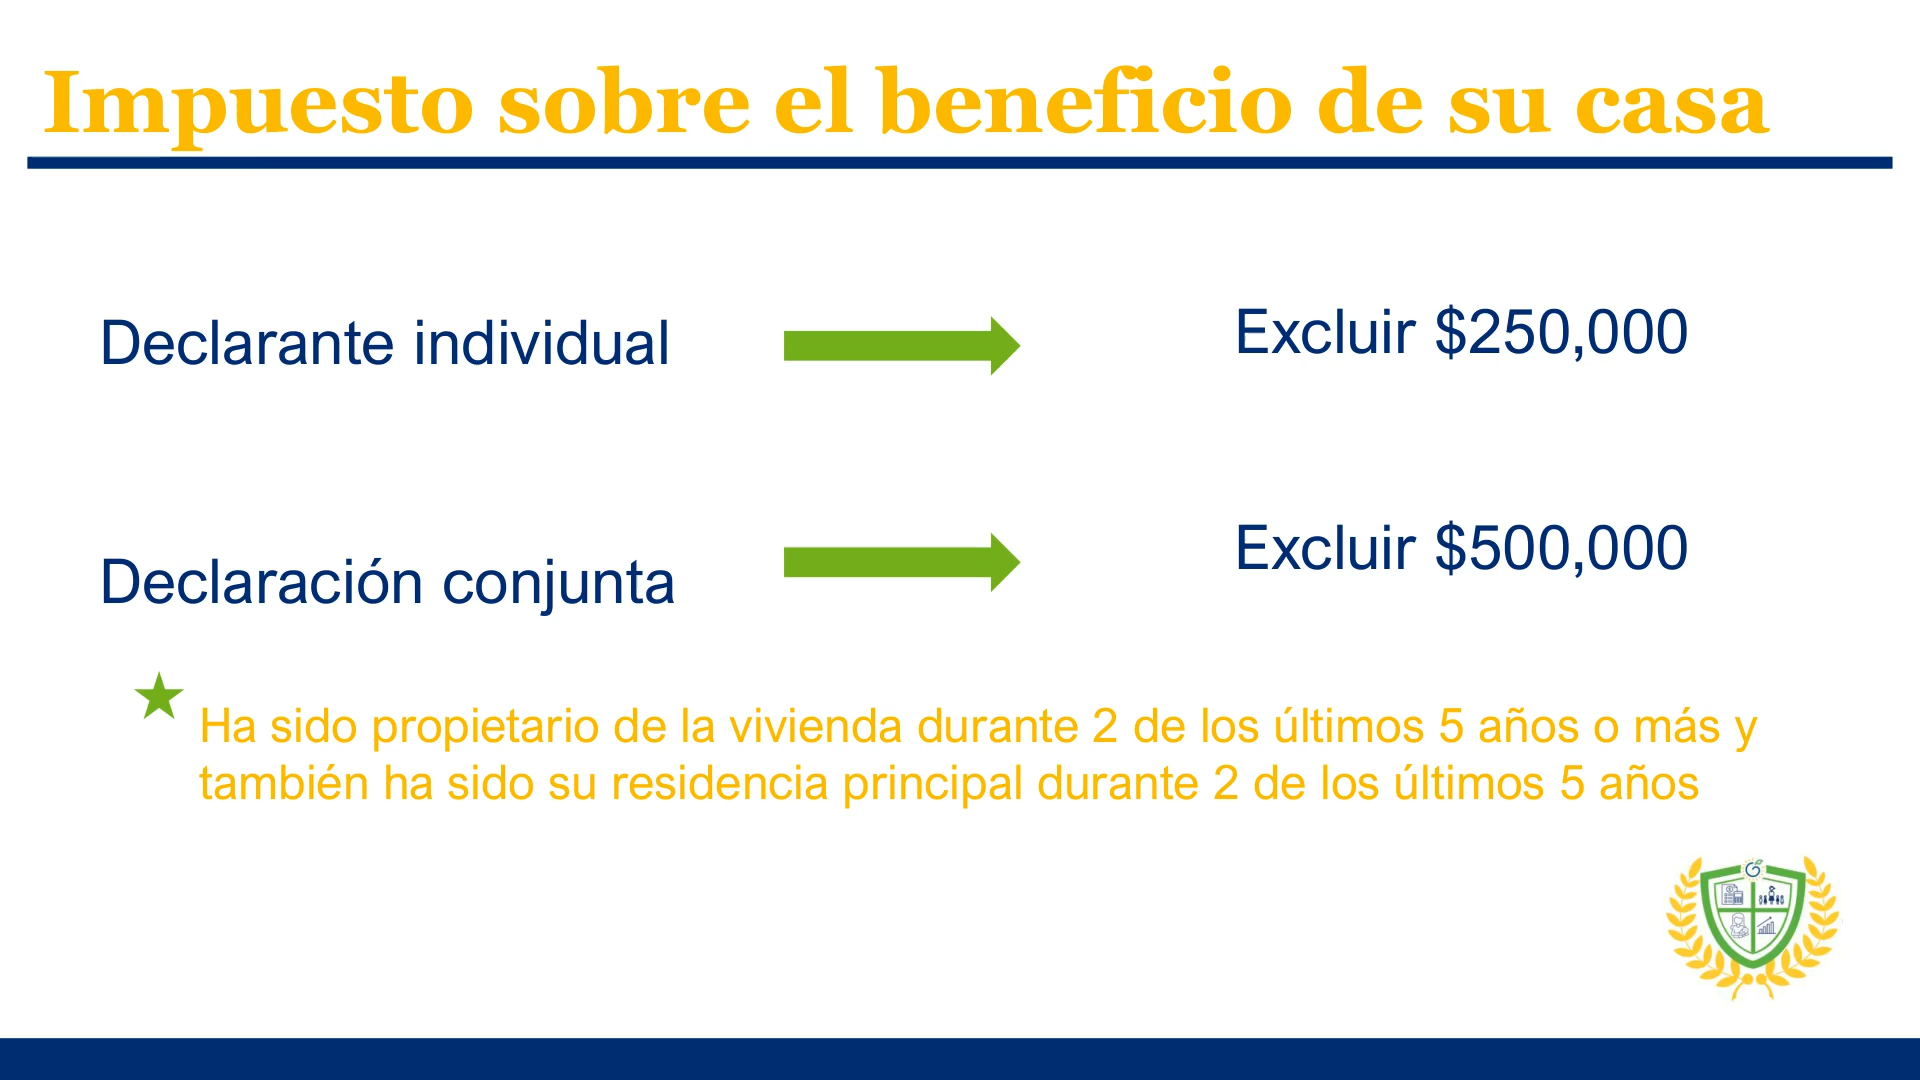 Impuesto sobre el beneficio de su casa
Declarante individual
Excluir $250,000
Declaración conjunta
Excluir $500,000
Ha sido propietario de la vivienda durante 2 de los últimos 5 años o más y
también ha sido su residencia principal durante 2 de los últimos 5 años